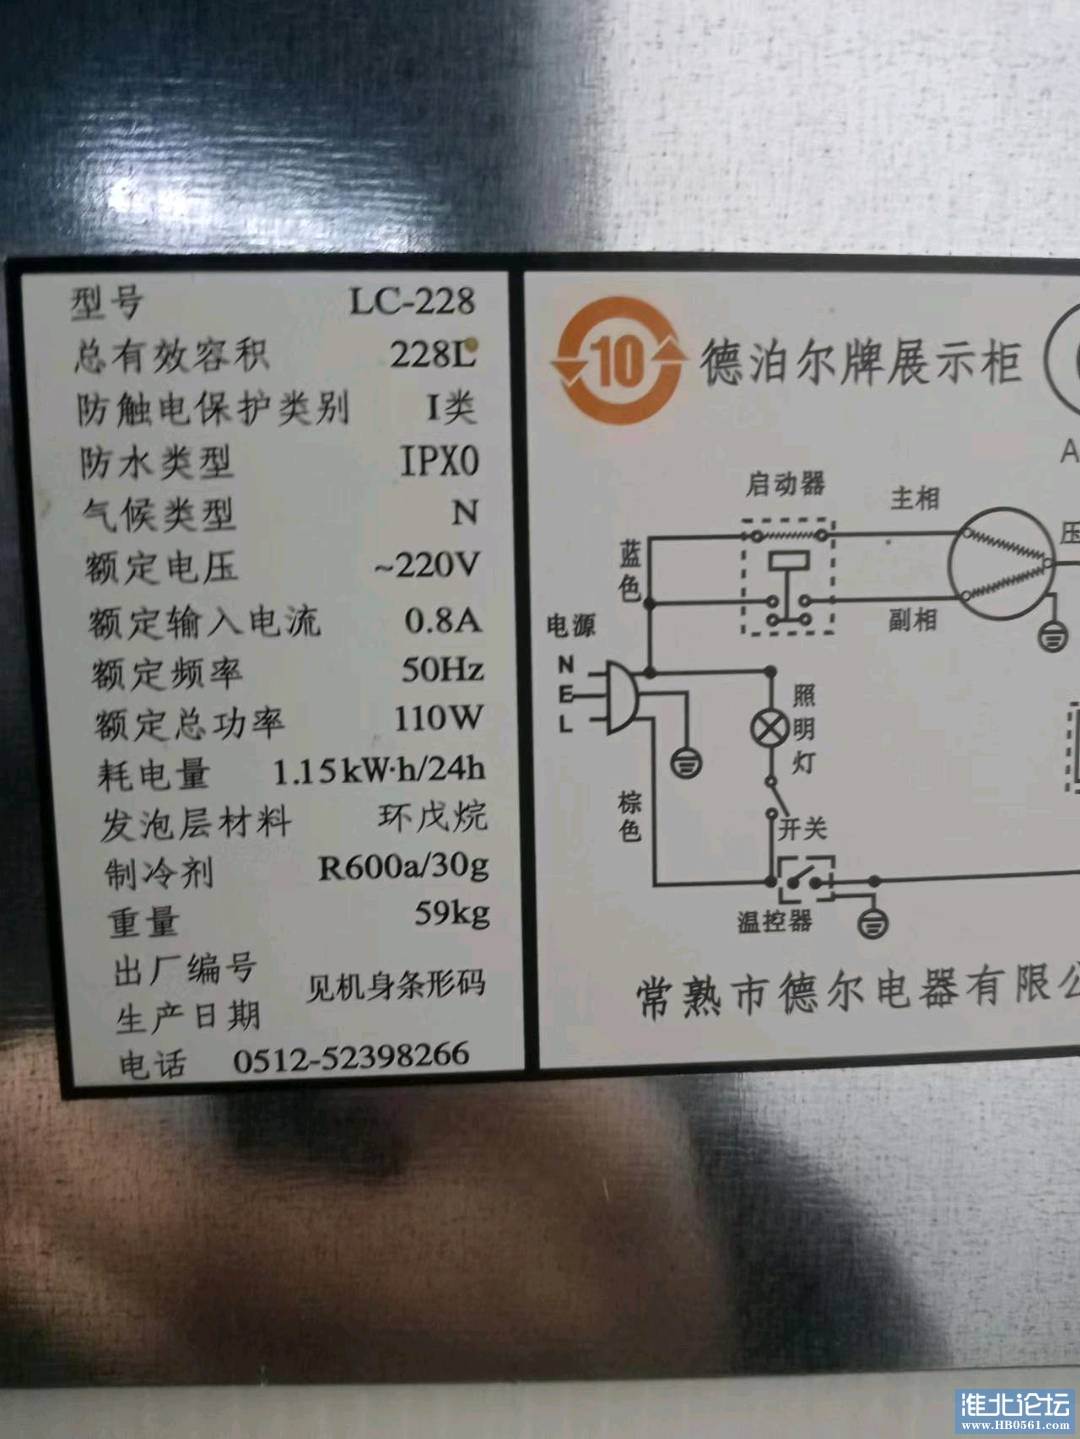 型号 LC-228
总有效容积 228L
防触电保护类别 I类
防水类型 IPX0
气候类型 N
额定电压 ~220V
额定输入电流 0.8A
额定频率 50Hz
额定总功率 110W
耗电量 1.15kW·h/24h
发泡层材料 环戊烷
制冷剂 R600a/30g
重量 59kg
出厂编号
见机身条形码
生产日期
电话 0512-52398266
10
德泊尔牌展示柜
A
启动器
主相
压
蓝色
副相
电源
N
E
L
照明灯
棕色
开关
温控器
常熟市德尔电器有限公
淮北论坛
www.HB0561.com